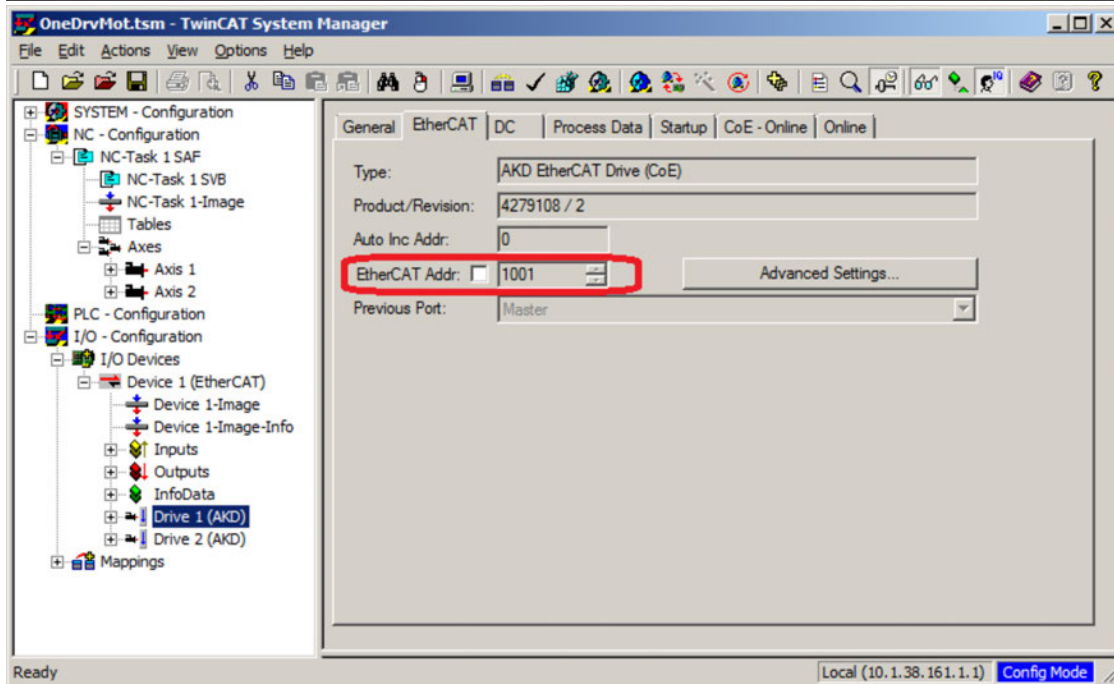 OneDrvMot.tsm - TwinCAT System Manager
File Edit Actions View Options Help
SYSTEM - Configuration
NC - Configuration
NC-Task 1 SAF
NC-Task 1 SVB
NC-Task 1-Image
Tables
Axes
Axis 1
Axis 2
PLC - Configuration
I/O - Configuration
I/O Devices
Device 1 (EtherCAT)
Device 1-Image
Device 1-Image-Info
Inputs
Outputs
InfoData
Drive 1 (AKD)
Drive 2 (AKD)
Mappings
General EtherCAT DC Process Data Startup CoE - Online Online
Type: AKD EtherCAT Drive (CoE)
Product/Revision: 4279108 / 2
Auto Inc Addr: 0
EtherCAT Addr: 1001 Advanced Settings...
Previous Port: Master
Ready Local (10.1.38.161.1.1) Config Mode